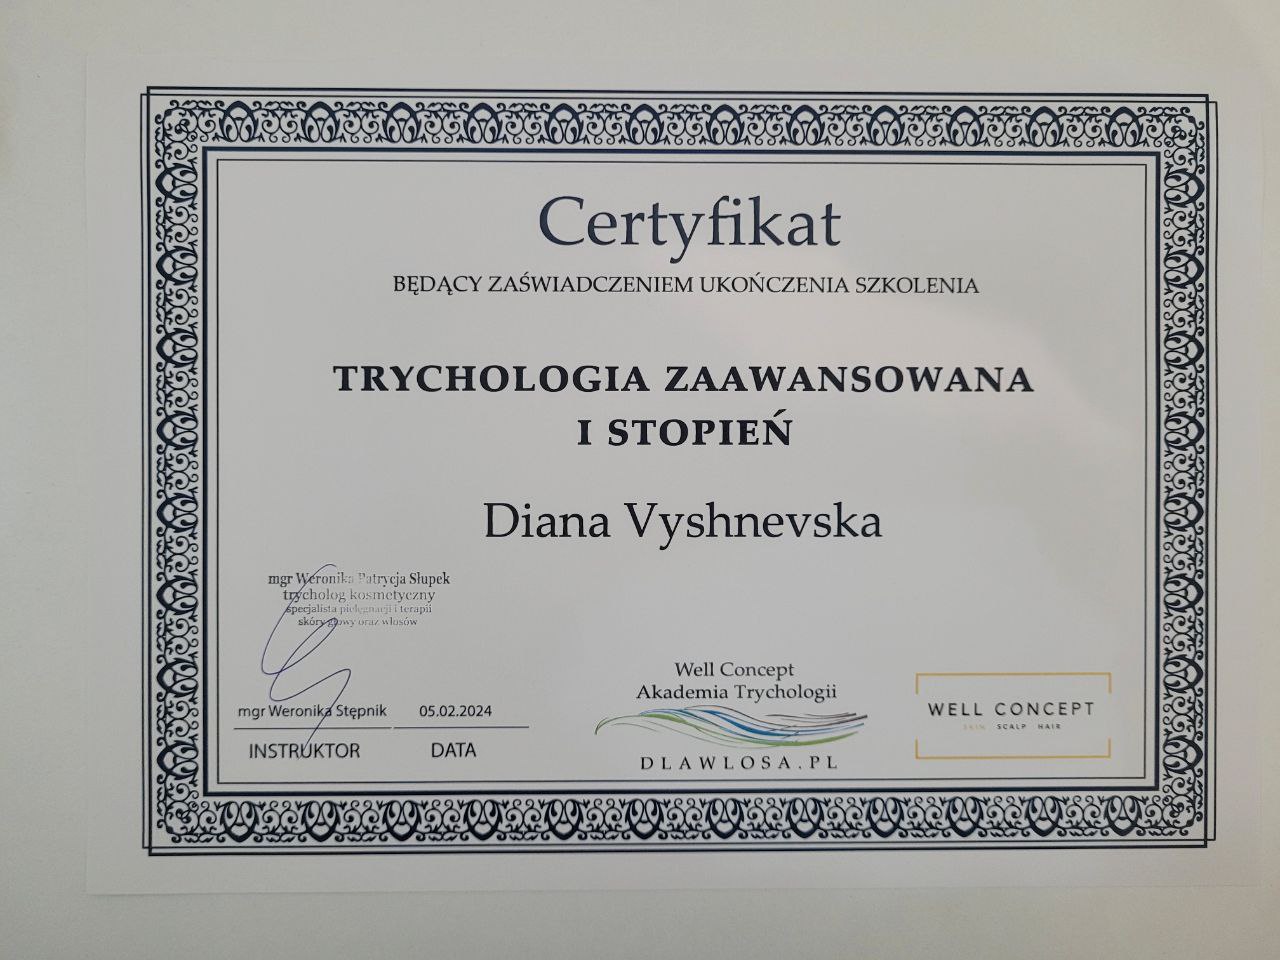 Certyfikat
BĘDĄCY ZAŚWIADCZENIEM UKOŃCZENIA SZKOLENIA
TRYCHOLOGIA ZAAWANSOWANA
I STOPIEŃ
Diana Vyshnevska
mgr Weronika Patrycja Słupek
trycholog kosmetyczny
specjalista pielęgnacji i terapii
skóry głowy oraz włosów
mgr Weronika Stępnik 05.02.2024
INSTRUKTOR DATA
Well Concept
Akademia Trychologii
DLAWLOSA.PL
WELL CONCEPT
SKIN SCALP HAIR